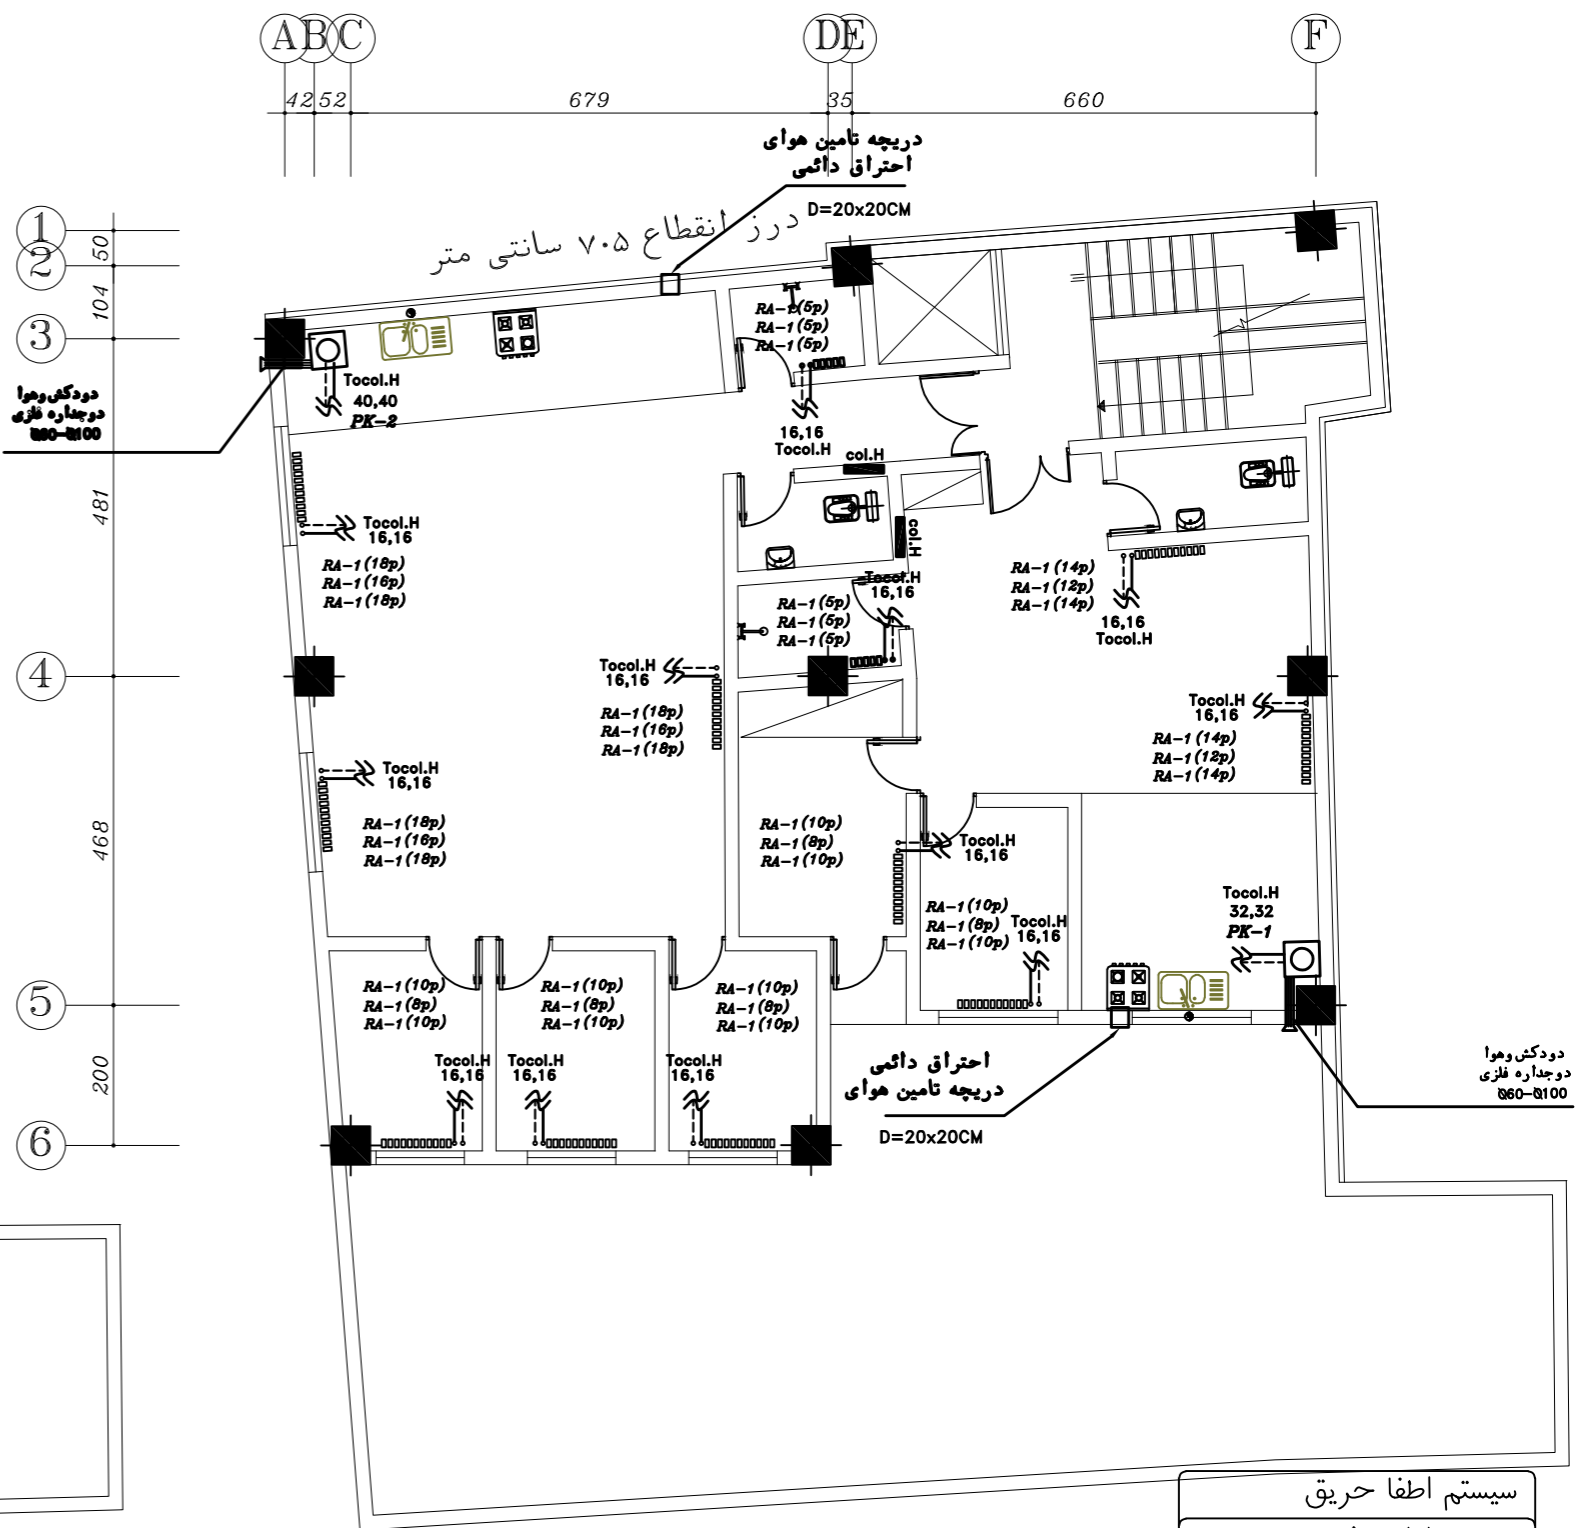 A B C D E F
42 52 679 35 660
دریچه تامین هوای
احتراق دائمی
D=20x20CM
درز انقطاع ۷.۵ سانتی متر
1
50
2
104
3
481
4
468
5
200
6
دودکش وهوا
دوجداره فلزی
Ø60-Ø100
Tocol.H
40,40
PK-2
RA-1(5p)
RA-1(5p)
RA-1(5p)
16,16
Tocol.H
col.H
col.H
Tocol.H
16,16
RA-1(18p)
RA-1(16p)
RA-1(18p)
Tocol.H
16,16
RA-1(5p)
RA-1(5p)
RA-1(5p)
RA-1(14p)
RA-1(12p)
RA-1(14p)
16,16
Tocol.H
Tocol.H
16,16
RA-1(18p)
RA-1(16p)
RA-1(18p)
Tocol.H
16,16
RA-1(14p)
RA-1(12p)
RA-1(14p)
Tocol.H
16,16
RA-1(18p)
RA-1(16p)
RA-1(18p)
RA-1(10p)
RA-1(8p)
RA-1(10p)
Tocol.H
16,16
RA-1(10p)
RA-1(8p)
RA-1(10p)
Tocol.H
16,16
Tocol.H
32,32
PK-1
RA-1(10p)
RA-1(8p)
RA-1(10p)
Tocol.H
16,16
RA-1(10p)
RA-1(8p)
RA-1(10p)
Tocol.H
16,16
RA-1(10p)
RA-1(8p)
RA-1(10p)
Tocol.H
16,16
احتراق دائمی
دریچه تامین هوای
D=20x20CM
دودکش وهوا
دوجداره فلزی
Ø60-Ø100
سیستم اطفا حریق